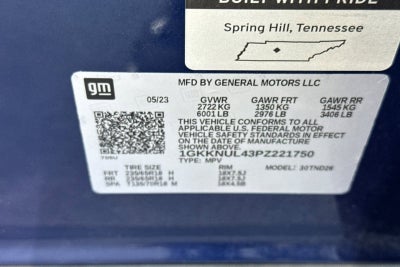 BUILT WITH PRIDE
Spring Hill, Tennessee
gm
MFD BY GENERAL MOTORS LLC
05/23 GVWR GAWR FRT GAWR RR
2722 KG 1350 KG 1545 KG
6001 LB 2976 LB 3406 LB
THIS VEHICLE CONFORMS TO ALL
APPLICABLE U.S. FEDERAL MOTOR
VEHICLE SAFETY STANDARDS IN EFFECT
ON THE DATE OF MANUFACTURE
SHOWN ABOVE.
1GKKNUL43PZ221750
TYPE: MPV MODEL: 30TND26
TIRE SIZE RIM
FRT 235/65R18 H 18X7.5J
RR 235/65R18 H 18X7.5J
SPA T135/70R18 M 18X4.5B